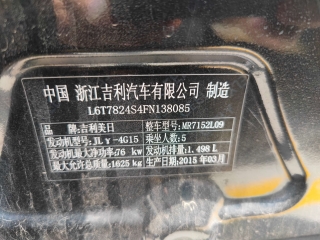 中国 浙江吉利汽车有限公司 制造
L6T7824S4FN138085
品牌:吉利美日 整车型号:MR7152L09
发动机型号:JLγ-4G15 乘坐人数:5
发动机最大净功率:76 kw 发动机排量:1.498L
最大允许总质量:1625kg 生产日期:2015 年03月